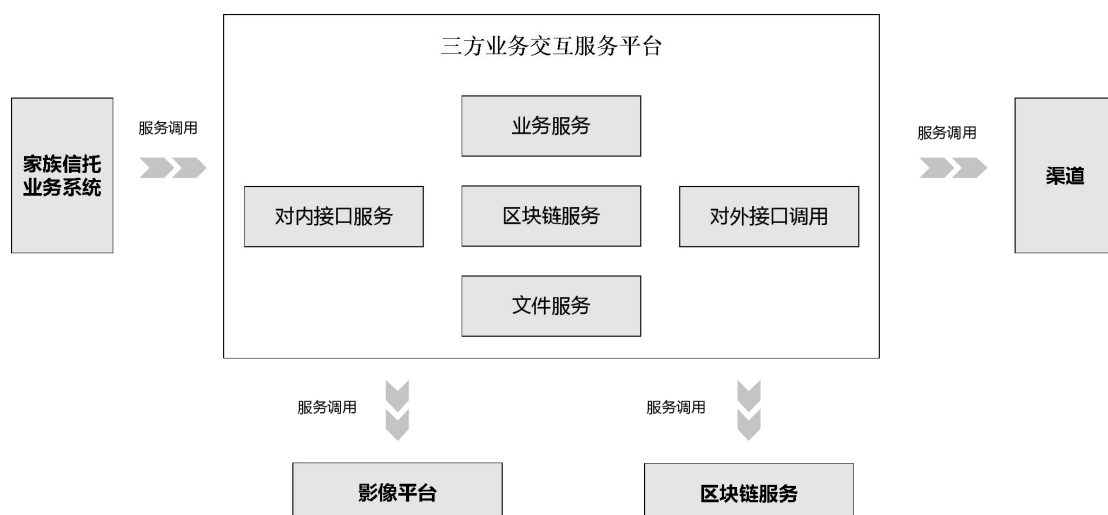 三方业务交互服务平台
业务服务
服务调用
服务调用
家族信托
业务系统
渠道
对内接口服务
区块链服务
对外接口调用
文件服务
服务调用
服务调用
影像平台
区块链服务